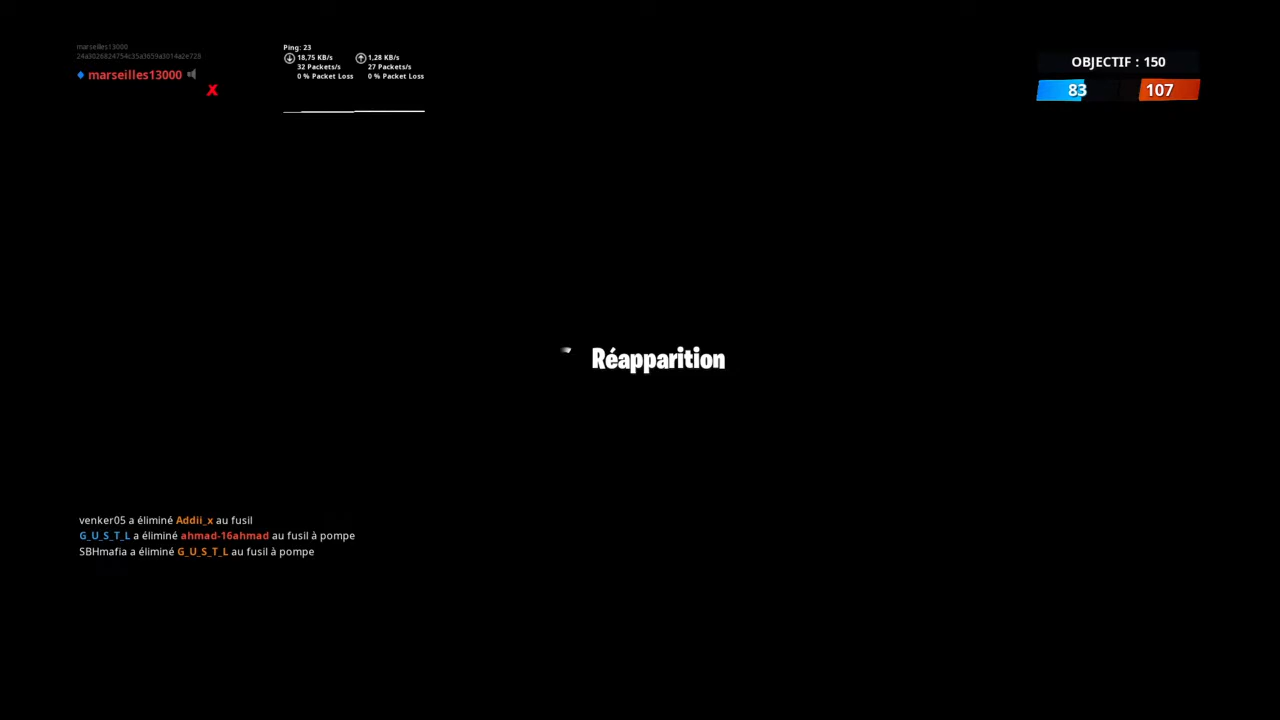 marseilles13000
24a3026824754c35a3659a3014a2e728
marseilles13000
X
Ping: 23
18,75 KB/s
1,28 KB/s
32 Packets/s
27 Packets/s
0 % Packet Loss
0 % Packet Loss
OBJECTIF : 150
83
107
Réapparition
venker05 a éliminé Addii_x au fusil
G_U_S_T_L a éliminé ahmad-16ahmad au fusil à pompe
SBHmafia a éliminé G_U_S_T_L au fusil à pompe